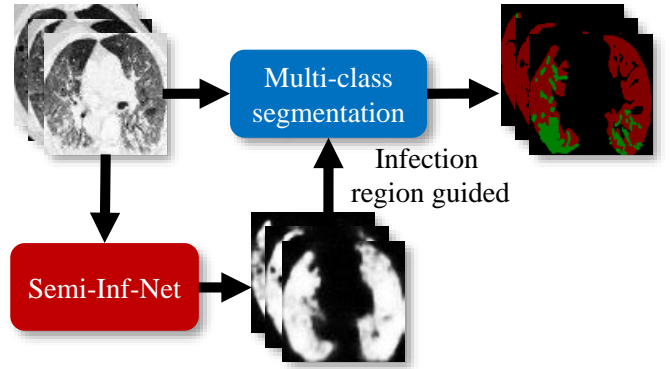 Multi-class
segmentation
Infection
region guided
Semi-Inf-Net